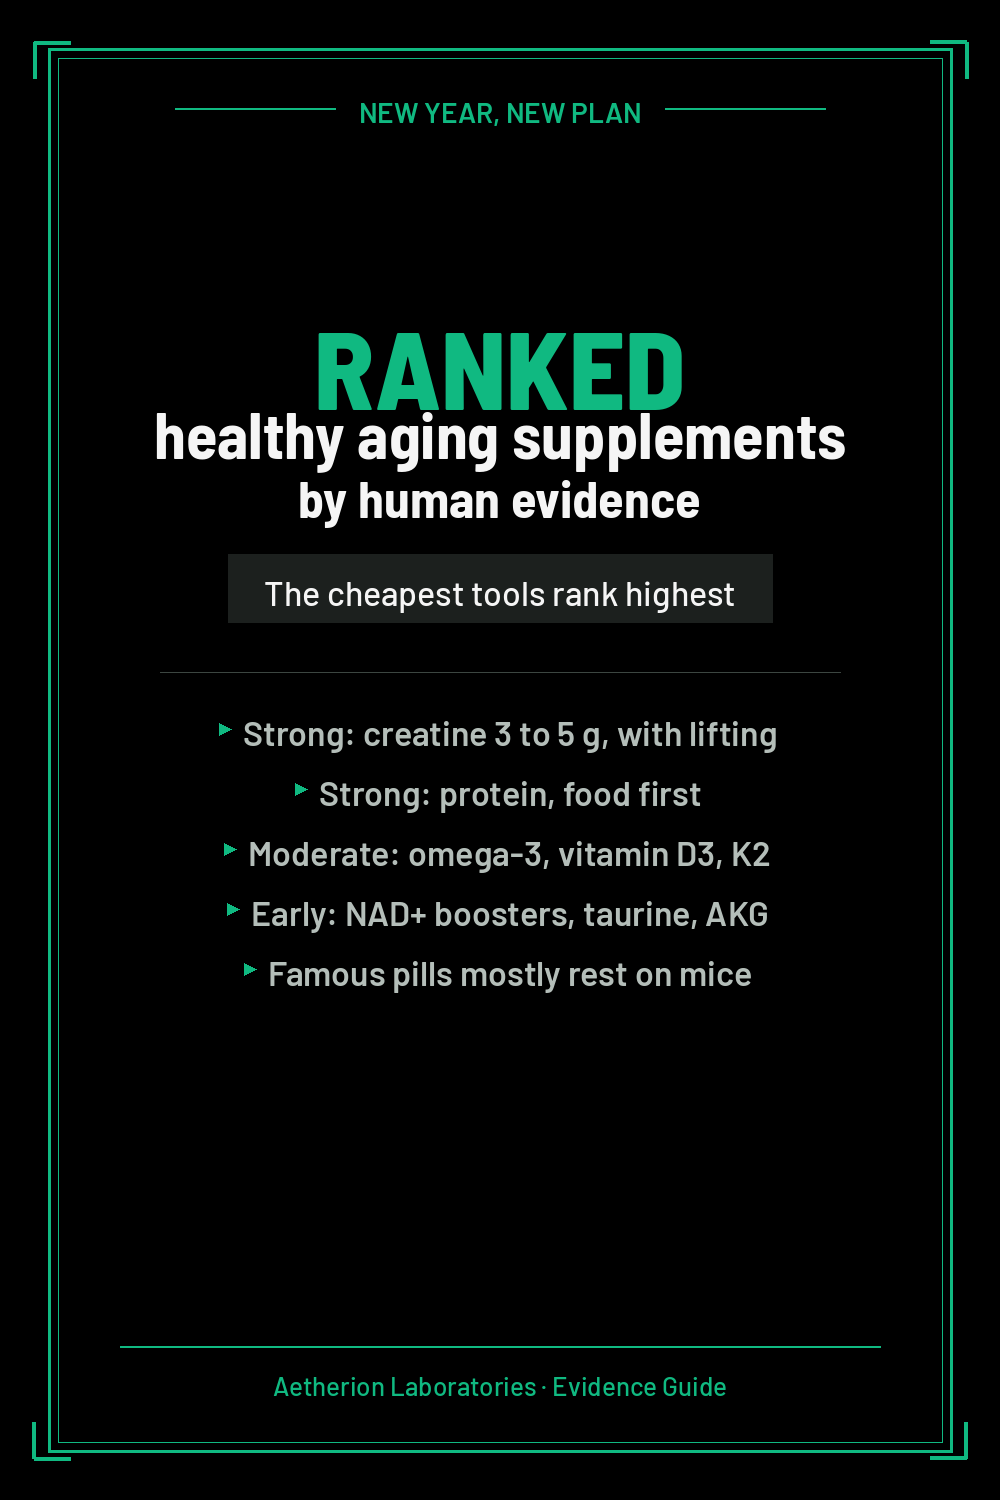 NEW YEAR, NEW PLAN
RANKED
healthy aging supplements
by human evidence
The cheapest tools rank highest
Strong: creatine 3 to 5 g, with lifting
Strong: protein, food first
Moderate: omega-3, vitamin D3, K2
Early: NAD+ boosters, taurine, AKG
Famous pills mostly rest on mice
Aetherion Laboratories · Evidence Guide